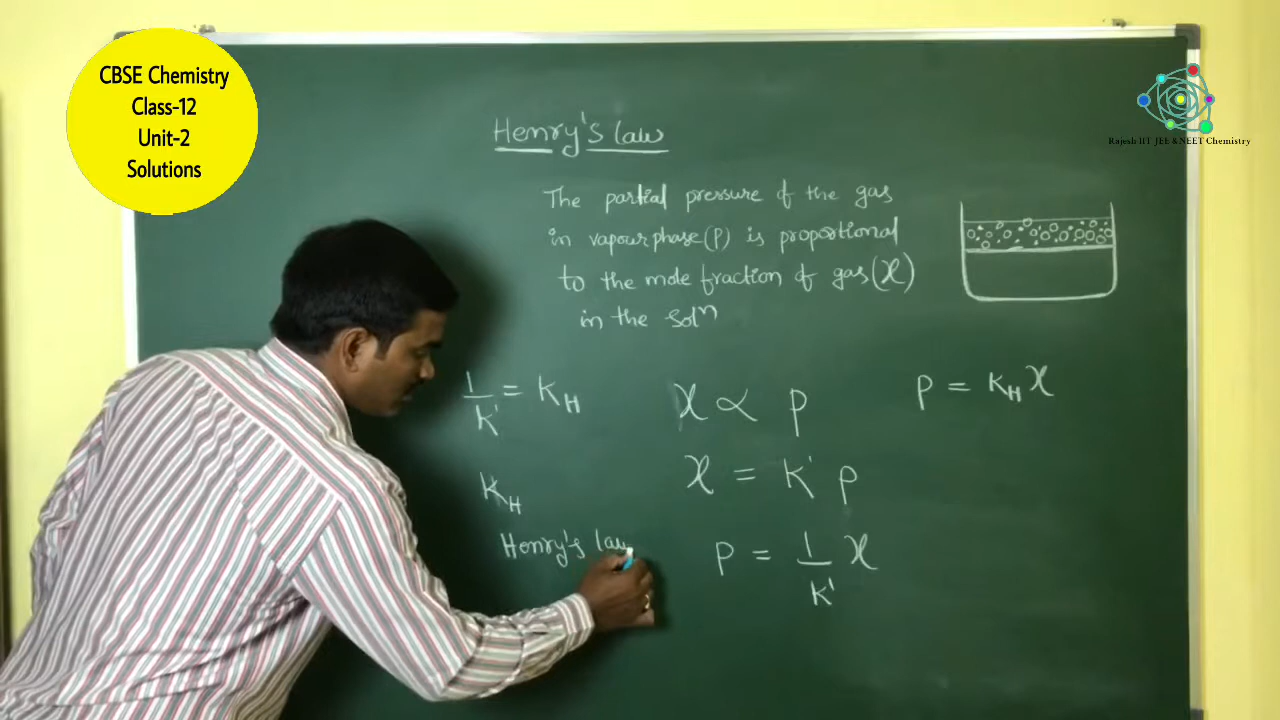 CBSE Chemistry
Class-12
Unit-2
Solutions
Rajesh IIT JEE & NEET Chemistry
Henry's law
The partial pressure of the gas
in vapour phase (P) is proportional
to the mole fraction of gas (x)
in the solⁿ
1/K' = K_H
x ∝ p
p = K_H x
x = K' p
K_H
Henry's law
p = 1/K' x